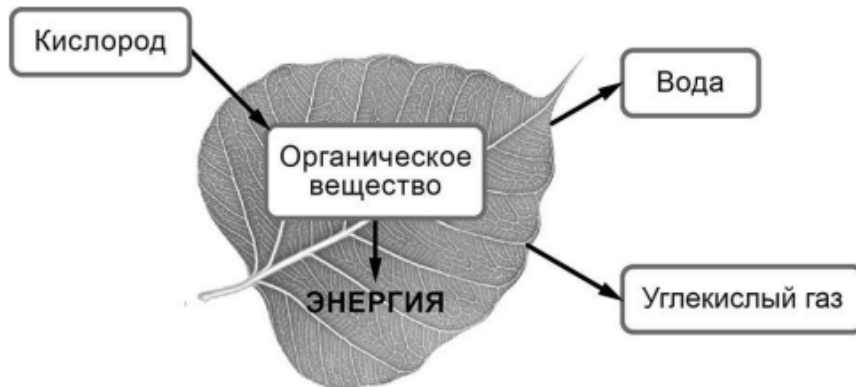 Кислород
Вода
Органическое
вещество
ЭНЕРГИЯ
Углекислый газ